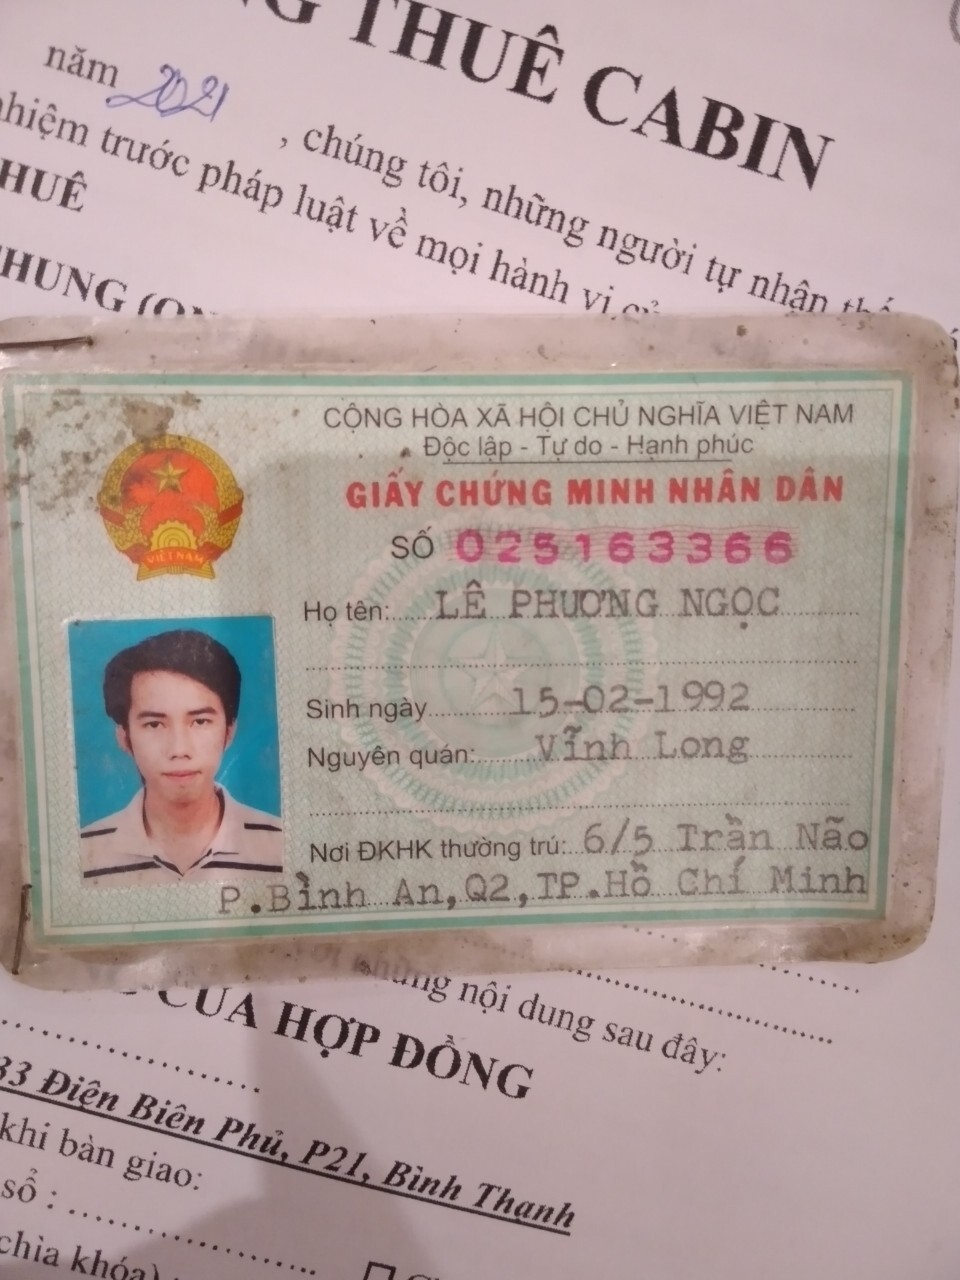 NG THUÊ CABIN
năm 2021, chúng tôi, những người tự nhận
nhiệm trước pháp luật về mọi hành vi
HUÊ
HUNG
CỘNG HÒA XÃ HỘI CHỦ NGHĨA VIỆT NAM
Độc lập - Tự do - Hạnh phúc
GIẤY CHỨNG MINH NHÂN DÂN
SỐ 025163366
VIỆT NAM
Họ tên: LÊ PHƯƠNG NGỌC
Sinh ngày 15-02-1992
Nguyên quán: Vĩnh Long
Nơi ĐKHK thường trú: 6/5 Trần Não
P.Bình An,Q2,TP.Hồ Chí Minh
nội dung sau đây:
CỦA HỢP ĐỒNG
33 Điện Biên Phủ, P21, Bình Thạnh
khi bàn giao:
số :
chìa khóa)